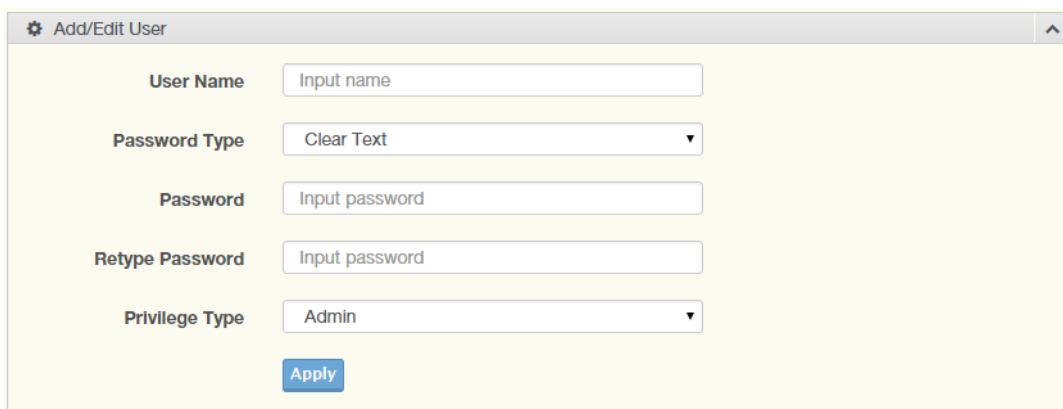 Add/Edit User
User Name Input name
Password Type Clear Text
Password Input password
Retype Password Input password
Privilege Type Admin
Apply